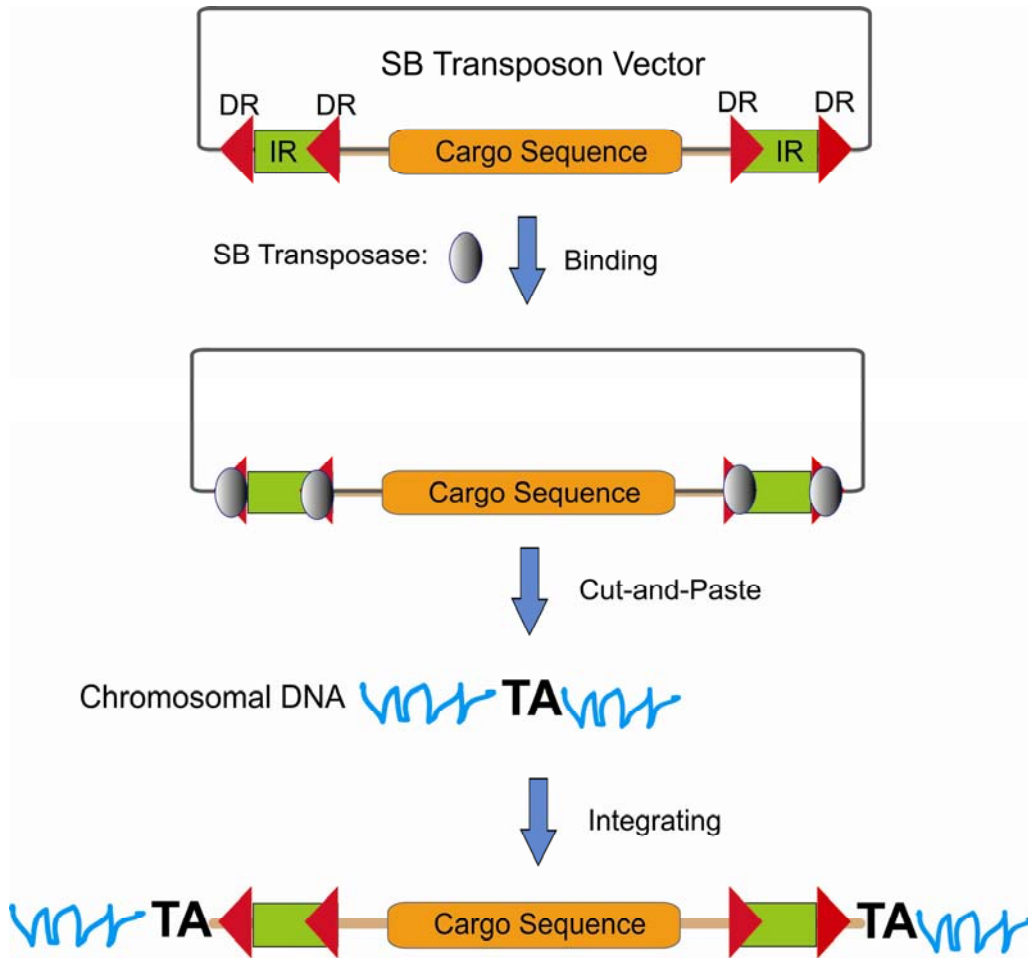 SB Transposon Vector
DR DR DR DR
IR Cargo Sequence IR
SB Transposase: Binding
Cargo Sequence
Cut-and-Paste
Chromosomal DNA TA
Integrating
TA Cargo Sequence TA